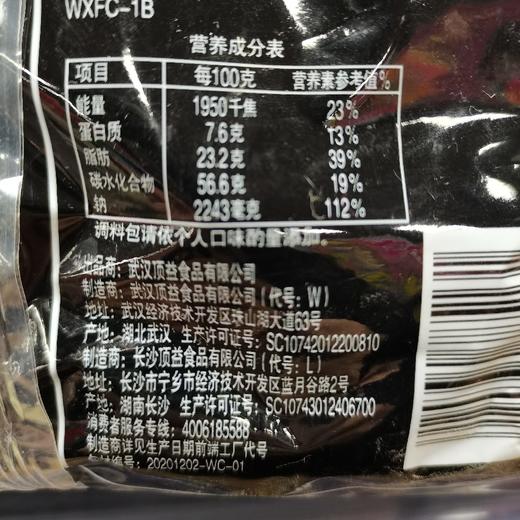 WXFC-1B
营养成分表
项目 每100克 营养素参考值%
能量 1950千焦 23%
蛋白质 7.6克 13%
脂肪 23.2克 39%
碳水化合物 56.6克 19%
钠 2243毫克 112%
调料包请依个人口味酌量添加。
出品商：武汉顶益食品有限公司
制造商：武汉顶益食品有限公司(代号：W)
地址：武汉经济技术开发区珠山湖大道63号
产地：湖北武汉 生产许可证号：SC10742012200810
制造商：长沙顶益食品有限公司(代号：L)
地址：长沙市宁乡市经济技术开发区蓝月谷路2号
产地：湖南长沙 生产许可证号：SC10743012406700
消费者服务专线：4006185588
制造商详见生产日期前端工厂代号
编号：20201202-WC-01